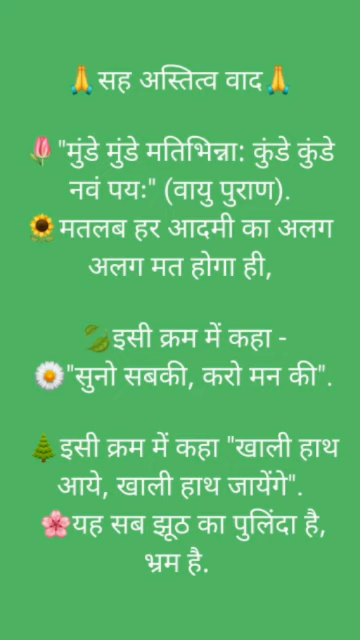 🙏 सह अस्तित्व वाद 🙏
🌷 "मुंडे मुंडे मतिभिन्ना: कुंडे कुंडे
नवं पयः" (वायु पुराण).
🌻 मतलब हर आदमी का अलग
अलग मत होगा ही,
🍃 इसी क्रम में कहा -
🌼 "सुनो सबकी, करो मन की".
🌲 इसी क्रम में कहा "खाली हाथ
आये, खाली हाथ जायेंगे".
🌸 यह सब झूठ का पुलिंदा है,
भ्रम है.